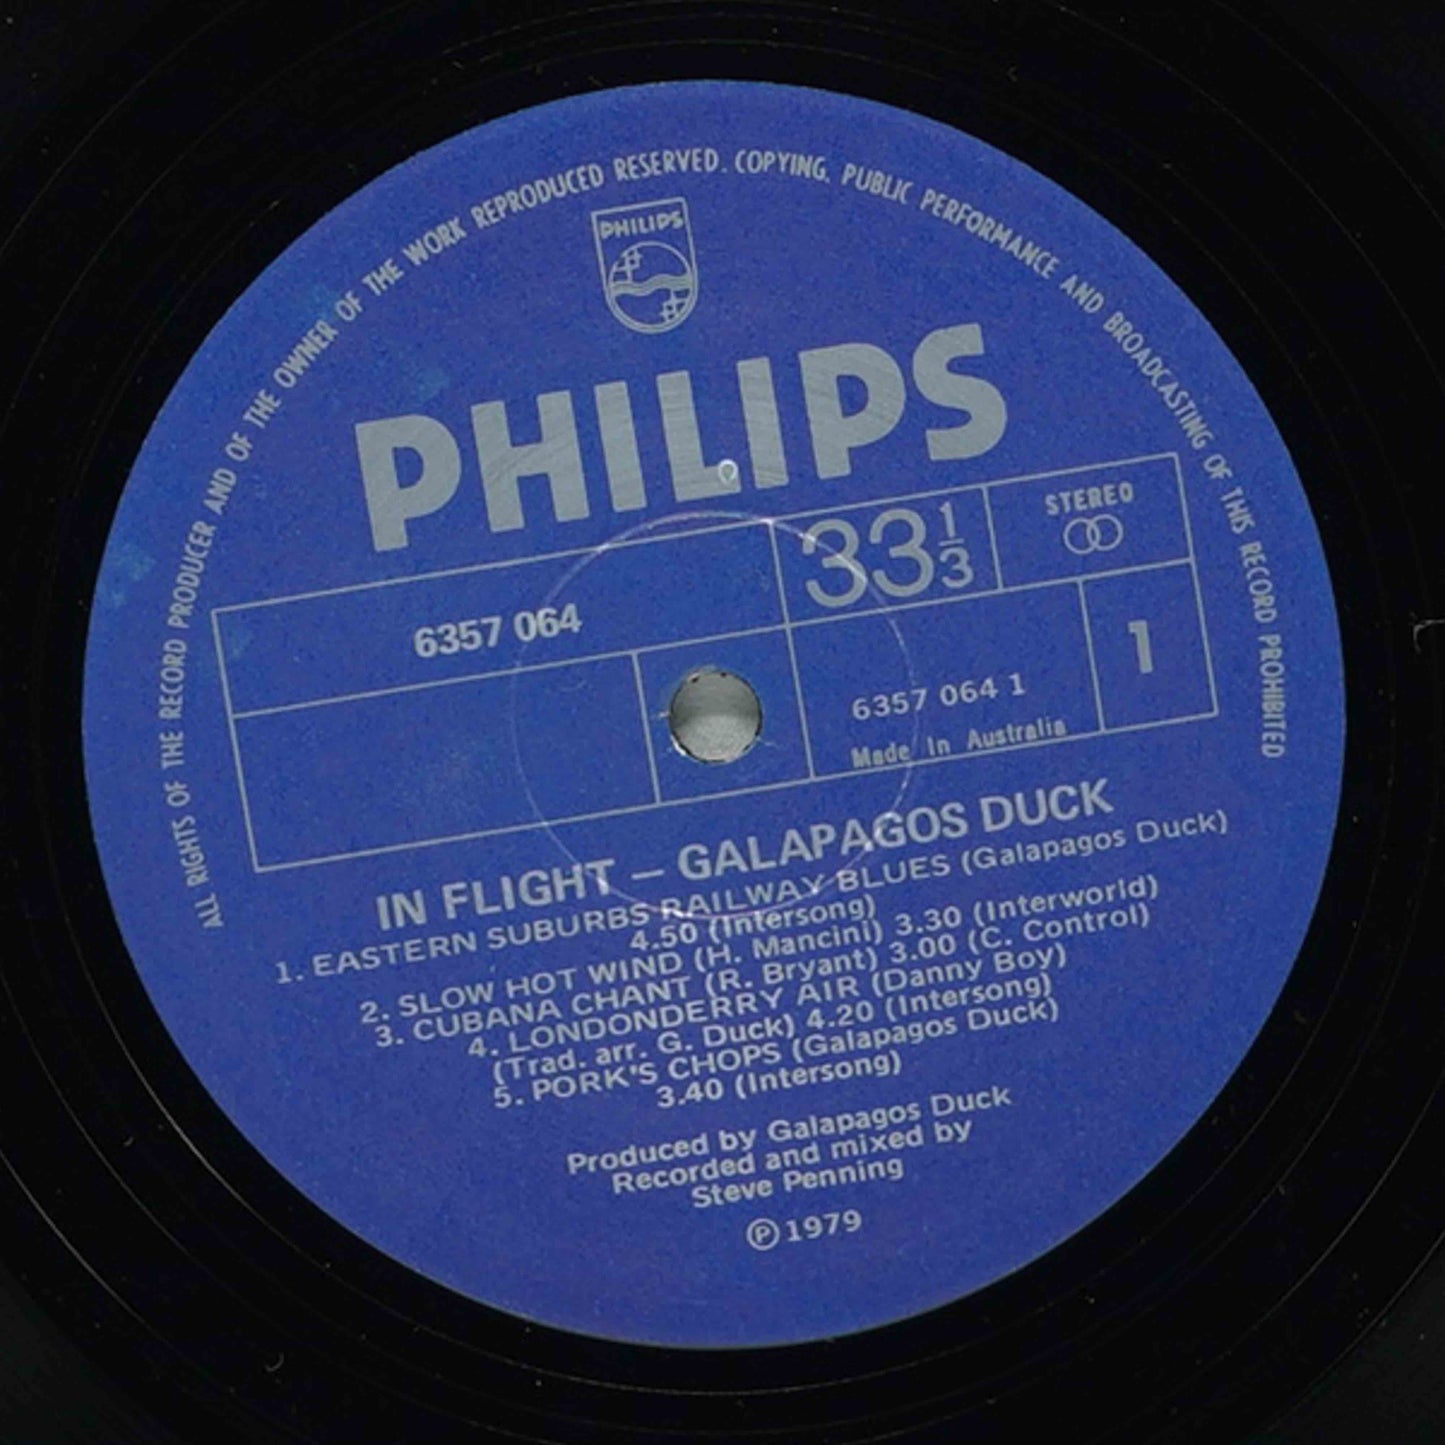 ALL RIGHTS OF THE RECORD PRODUCER AND OF THE OWNER OF THE WORK REPRODUCED RESERVED. COPYING, PUBLIC PERFORMANCE AND BROADCASTING OF THIS RECORD PROHIBITED
PHILIPS
PHILIPS
6357 064
33 1/3
STEREO
6357 064 1
Made In Australia
1
IN FLIGHT – GALAPAGOS DUCK
1. EASTERN SUBURBS RAILWAY BLUES (Galapagos Duck)
4.50 (Intersong)
2. SLOW HOT WIND (H. Mancini) 3.30 (Interworld)
3. CUBANA CHANT (R. Bryant) 3.00 (C. Control)
4. LONDONDERRY AIR (Danny Boy)
(Trad. arr. G. Duck) 4.20 (Intersong)
5. PORK'S CHOPS (Galapagos Duck)
3.40 (Intersong)
Produced by Galapagos Duck
Recorded and mixed by
Steve Penning
Ⓟ 1979